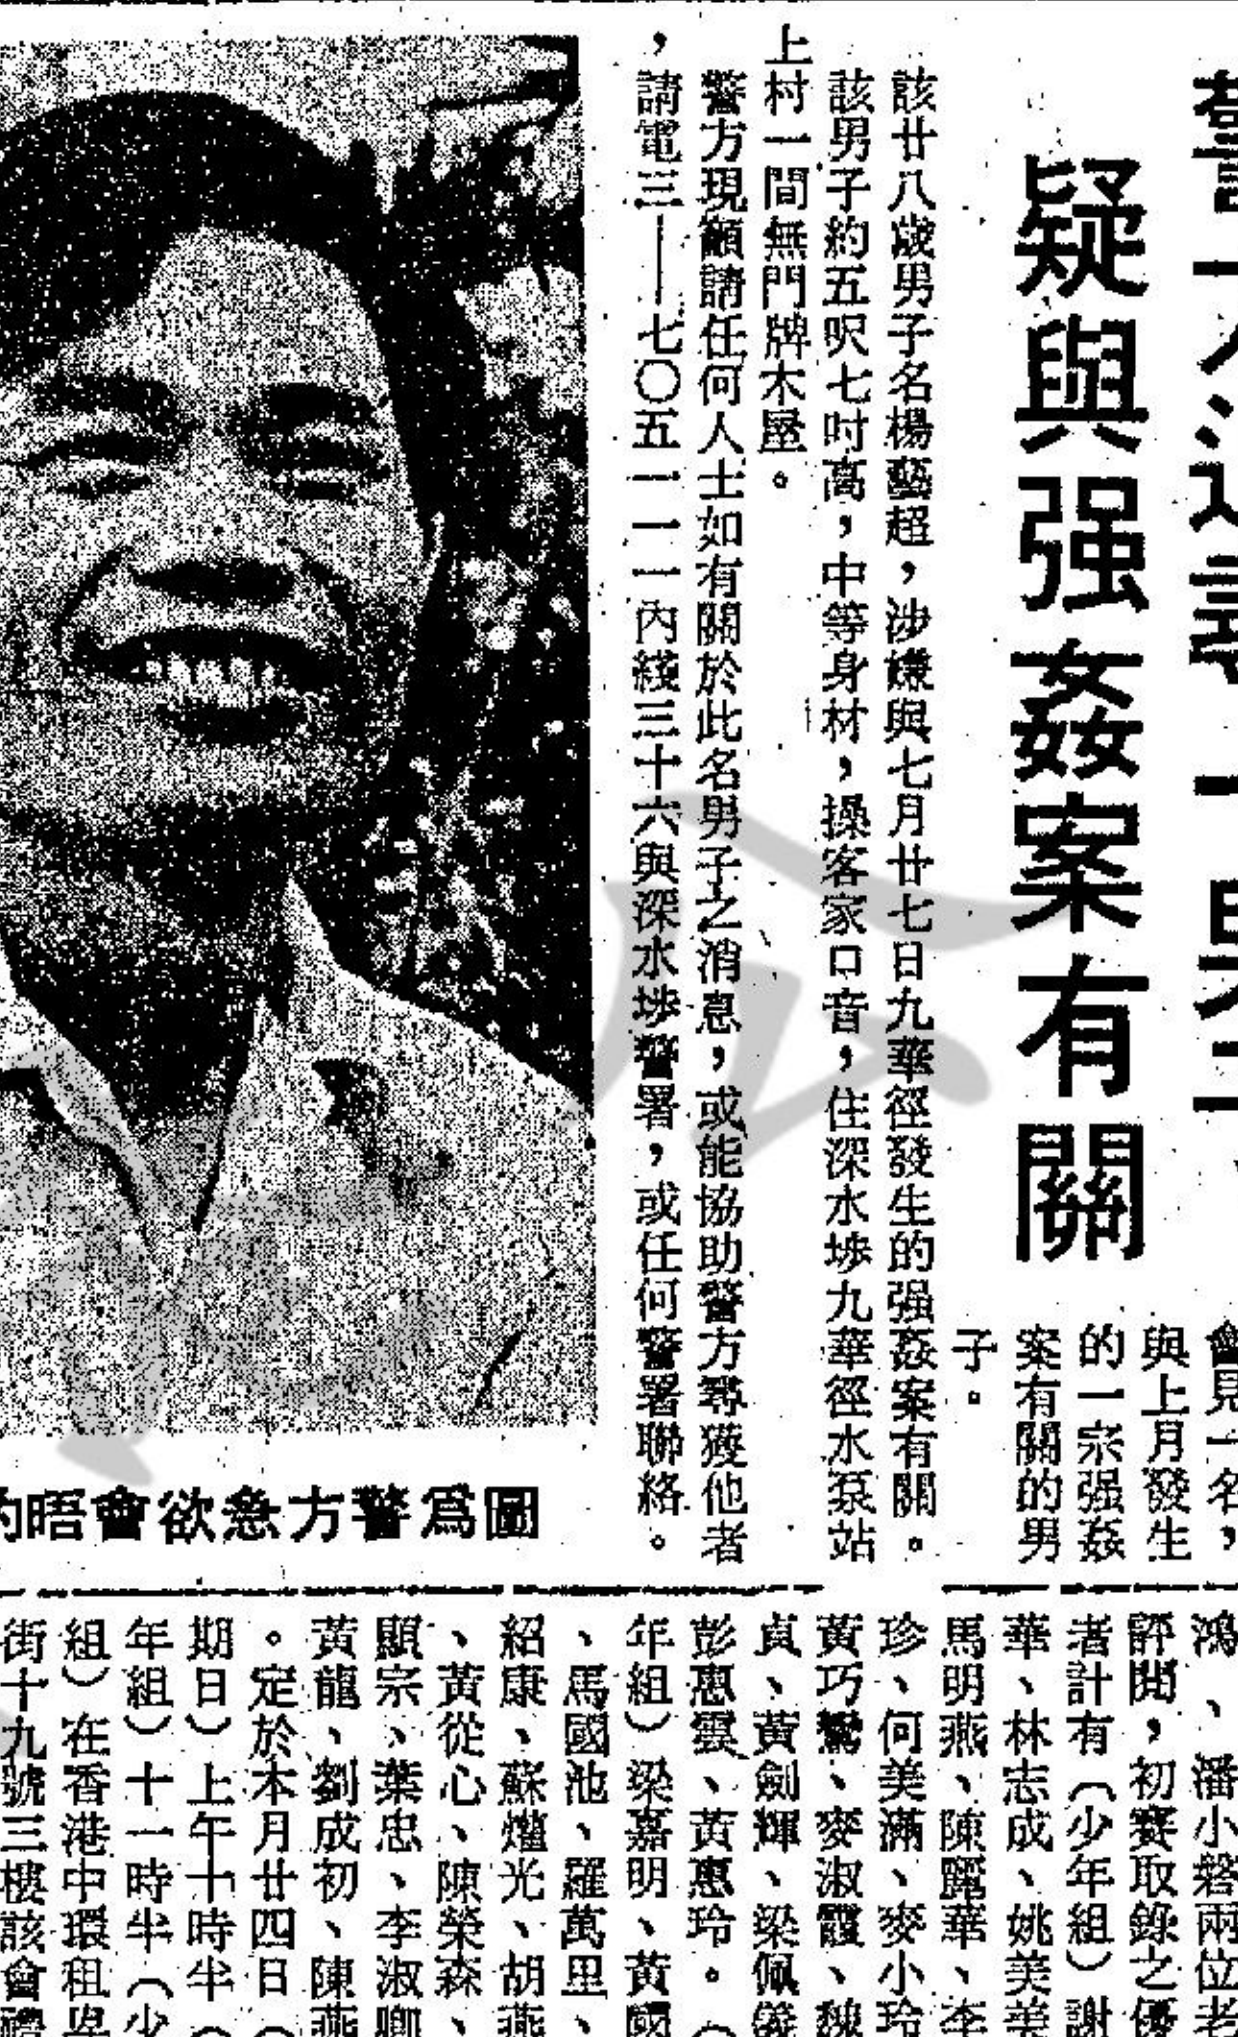 疑與强姦案有關
與上月發生
的一宗强姦
案有關的男
子。
該廿八歲男子名楊藝超,涉嫌與七月廿七日九華徑發生的强姦案有關。
該男子約五呎七吋高,中等身材,操客家口音,住深水埗九華徑水泵站
上村一間無門牌木屋。
警方現籲請任何人士如有關於此名男子之消息,或能協助警方尋獲他者
,請電三——七〇五一一一一內綫三十六與深水埗警署,或任何警署聯絡。
圖爲警方急欲會晤
鴻、潘小磐兩位
評閱,初賽取錄之優
者計有(少年組)謝
華、林志成、姚美
馬明燕、陳麗華、李
珍、何美滿、麥小玲
黃巧鶯、麥淑霞、魏
貞、黃劍輝、梁佩儀
彭惠雲、黃惠玲。(
年組)梁嘉明、黃國
、馬國池、羅萬里、
紹康、蘇燿光、胡燕
、黃從心、陳榮森、
顯宗、葉忠、李淑卿
黃龍、劉成初、陳燕
。定於本月廿四日(
期日)上午十時半(
年組)十一時半(少
組)在香港中環租
街十九號三樓該會禮